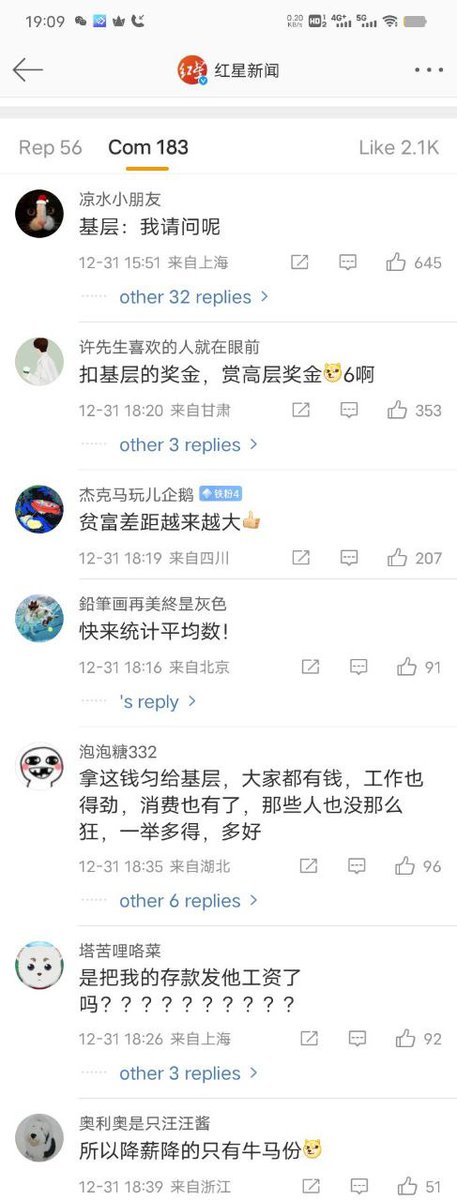 19:09
0.20 KB/s HD 1 2 4G+ 5G
红星新闻
Rep 56 Com 183 Like 2.1K
凉水小朋友
基层：我请问呢
12-31 15:51 来自上海 645
other 32 replies
许先生喜欢的人就在眼前
扣基层的奖金，赏高层奖金6啊
12-31 18:20 来自甘肃 353
other 3 replies
杰克马玩儿企鹅 铁粉4
贫富差距越来越大
12-31 18:19 来自四川 207
鉛筆画再美終是灰色
快来统计平均数！
12-31 18:16 来自北京 91
's reply
泡泡糖332
拿这钱匀给基层，大家都有钱，工作也
得劲，消费也有了，那些人也没那么
狂，一举多得，多好
12-31 18:35 来自湖北 96
other 6 replies
塔苦哩咯菜
是把我的存款发他工资了
吗？？？？？？？？？？
12-31 18:26 来自上海 92
other 3 replies
奥利奥是只汪汪酱
所以降薪降的只有牛马份
12-31 18:39 来自浙江 51